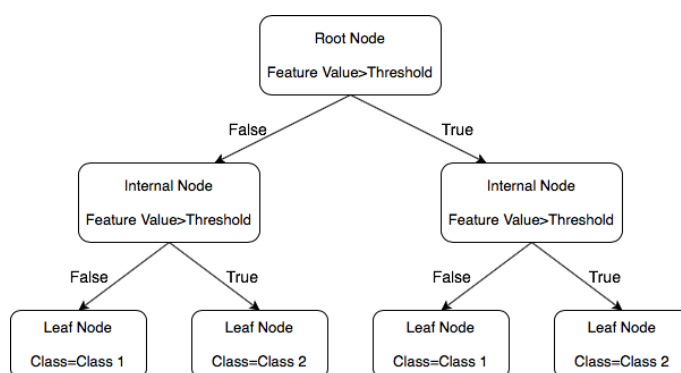 Root Node
Feature Value>Threshold
False
True
Internal Node
Feature Value>Threshold
Internal Node
Feature Value>Threshold
False
True
False
True
Leaf Node
Class=Class 1
Leaf Node
Class=Class 2
Leaf Node
Class=Class 1
Leaf Node
Class=Class 2